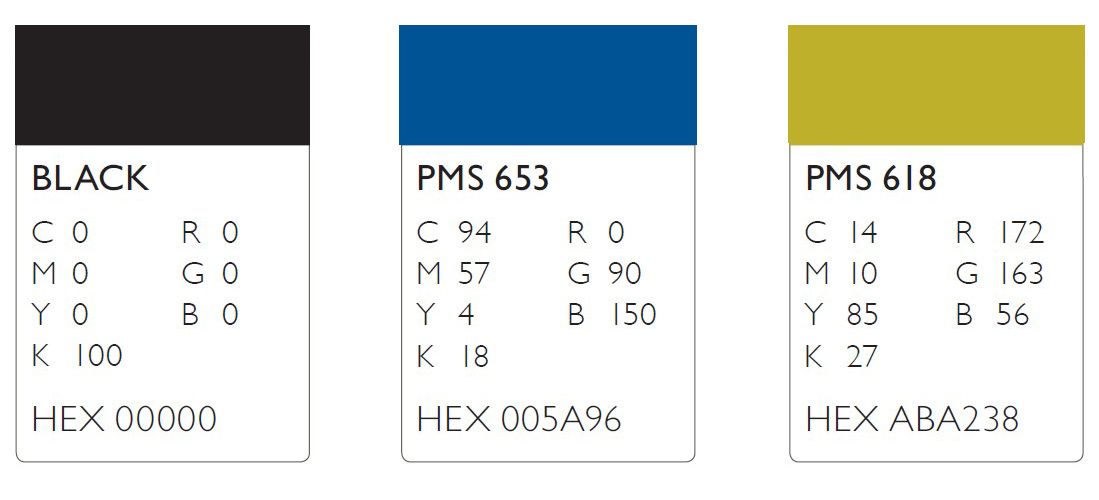 BLACK
C 0 R 0
M 0 G 0
Y 0 B 0
K 100
HEX 00000
PMS 653
C 94 R 0
M 57 G 90
Y 4 B 150
K 18
HEX 005A96
PMS 618
C 14 R 172
M 10 G 163
Y 85 B 56
K 27
HEX ABA238